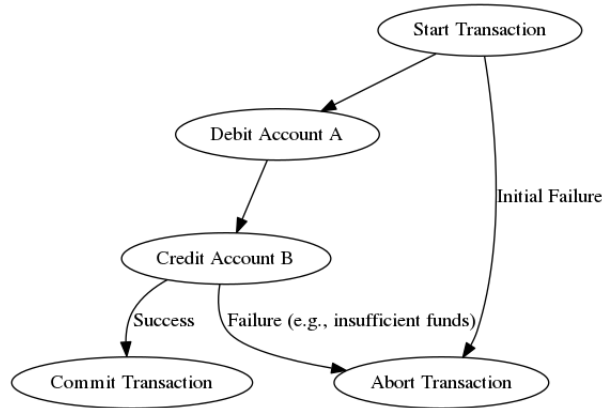 Start Transaction
Debit Account A
Initial Failure
Credit Account B
Success
Failure (e.g., insufficient funds)
Commit Transaction
Abort Transaction